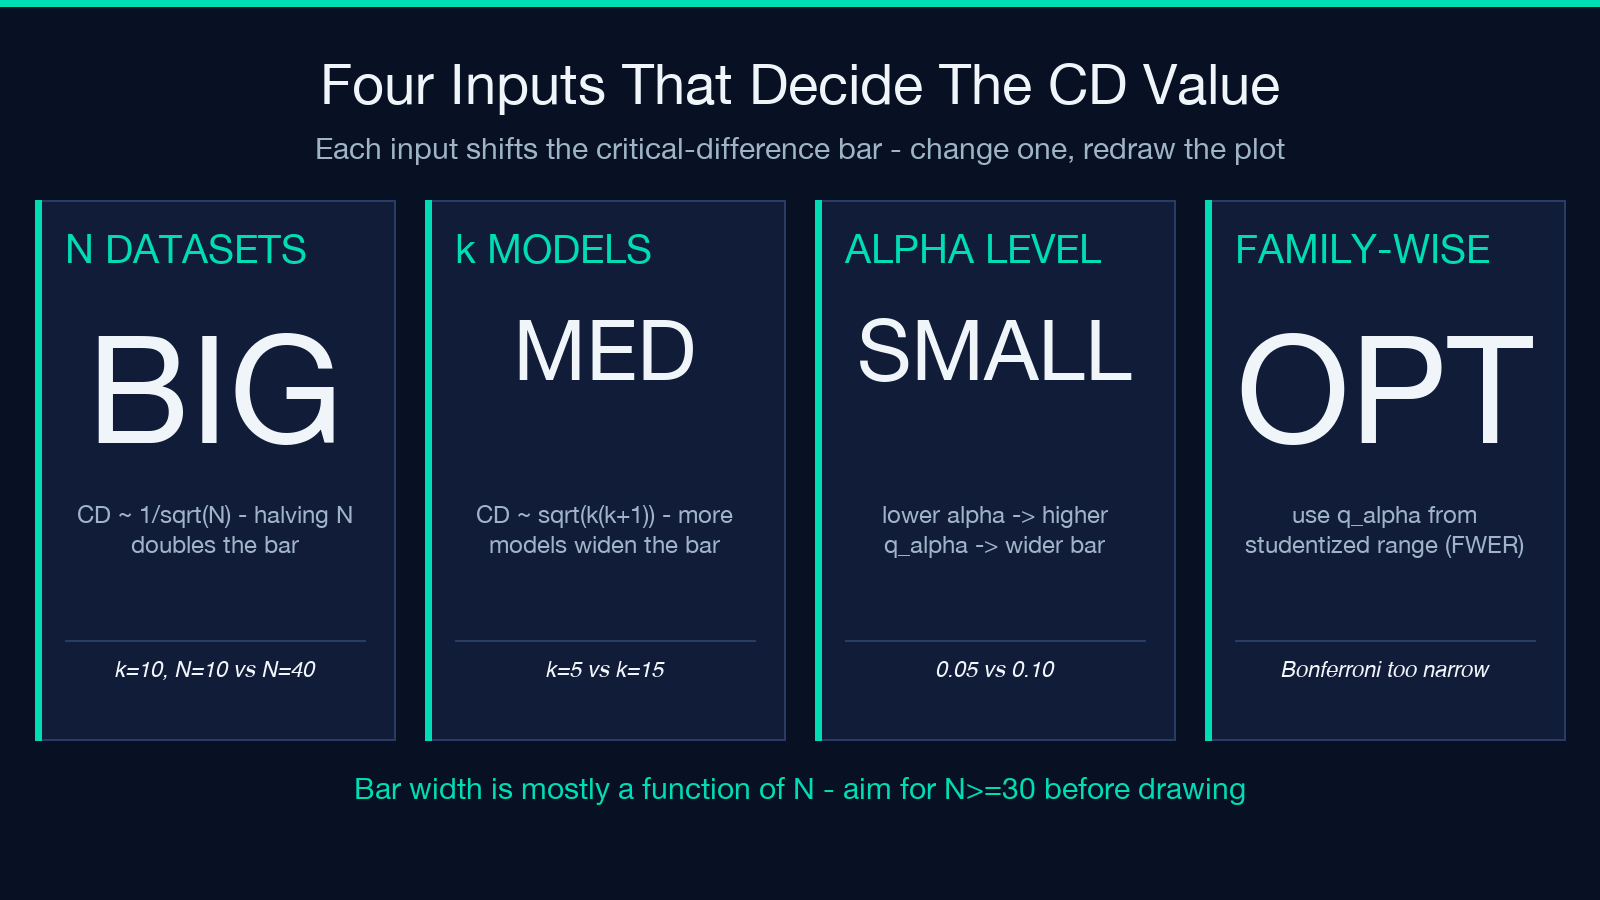 Four Inputs That Decide The CD Value
Each input shifts the critical-difference bar - change one, redraw the plot
N DATASETS
BIG
CD ~ 1/sqrt(N) - halving N
doubles the bar
k=10, N=10 vs N=40
k MODELS
MED
CD ~ sqrt(k(k+1)) - more
models widen the bar
k=5 vs k=15
ALPHA LEVEL
SMALL
lower alpha -> higher
q_alpha -> wider bar
0.05 vs 0.10
FAMILY-WISE
OPT
use q_alpha from
studentized range (FWER)
Bonferroni too narrow
Bar width is mostly a function of N - aim for N>=30 before drawing